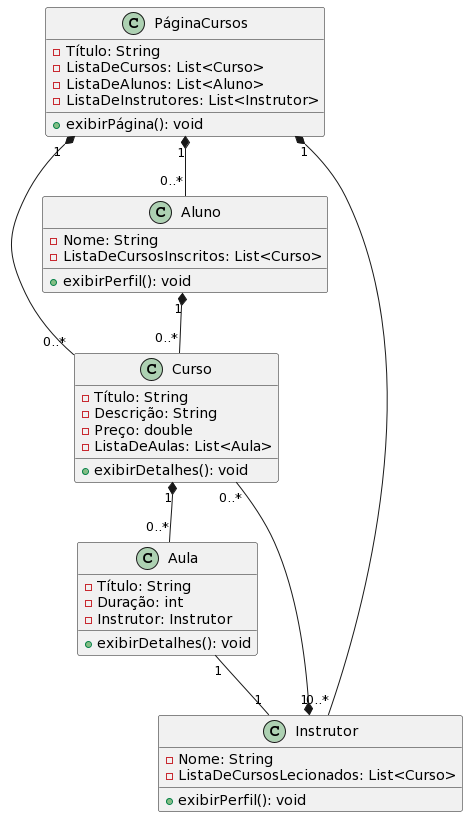 C PáginaCursos
Título: String
ListaDeCursos: List<Curso>
ListaDeAlunos: List<Aluno>
ListaDeInstrutores: List<Instrutor>
exibirPágina(): void
1
1
1
0..*
C Aluno
Nome: String
ListaDeCursosInscritos: List<Curso>
exibirPerfil(): void
1
0..*
0..*
C Curso
Título: String
Descrição: String
Preço: double
ListaDeAulas: List<Aula>
exibirDetalhes(): void
1
0..*
0..*
C Aula
Título: String
Duração: int
Instrutor: Instrutor
exibirDetalhes(): void
1
1
1
0..*
C Instrutor
Nome: String
ListaDeCursosLecionados: List<Curso>
exibirPerfil(): void